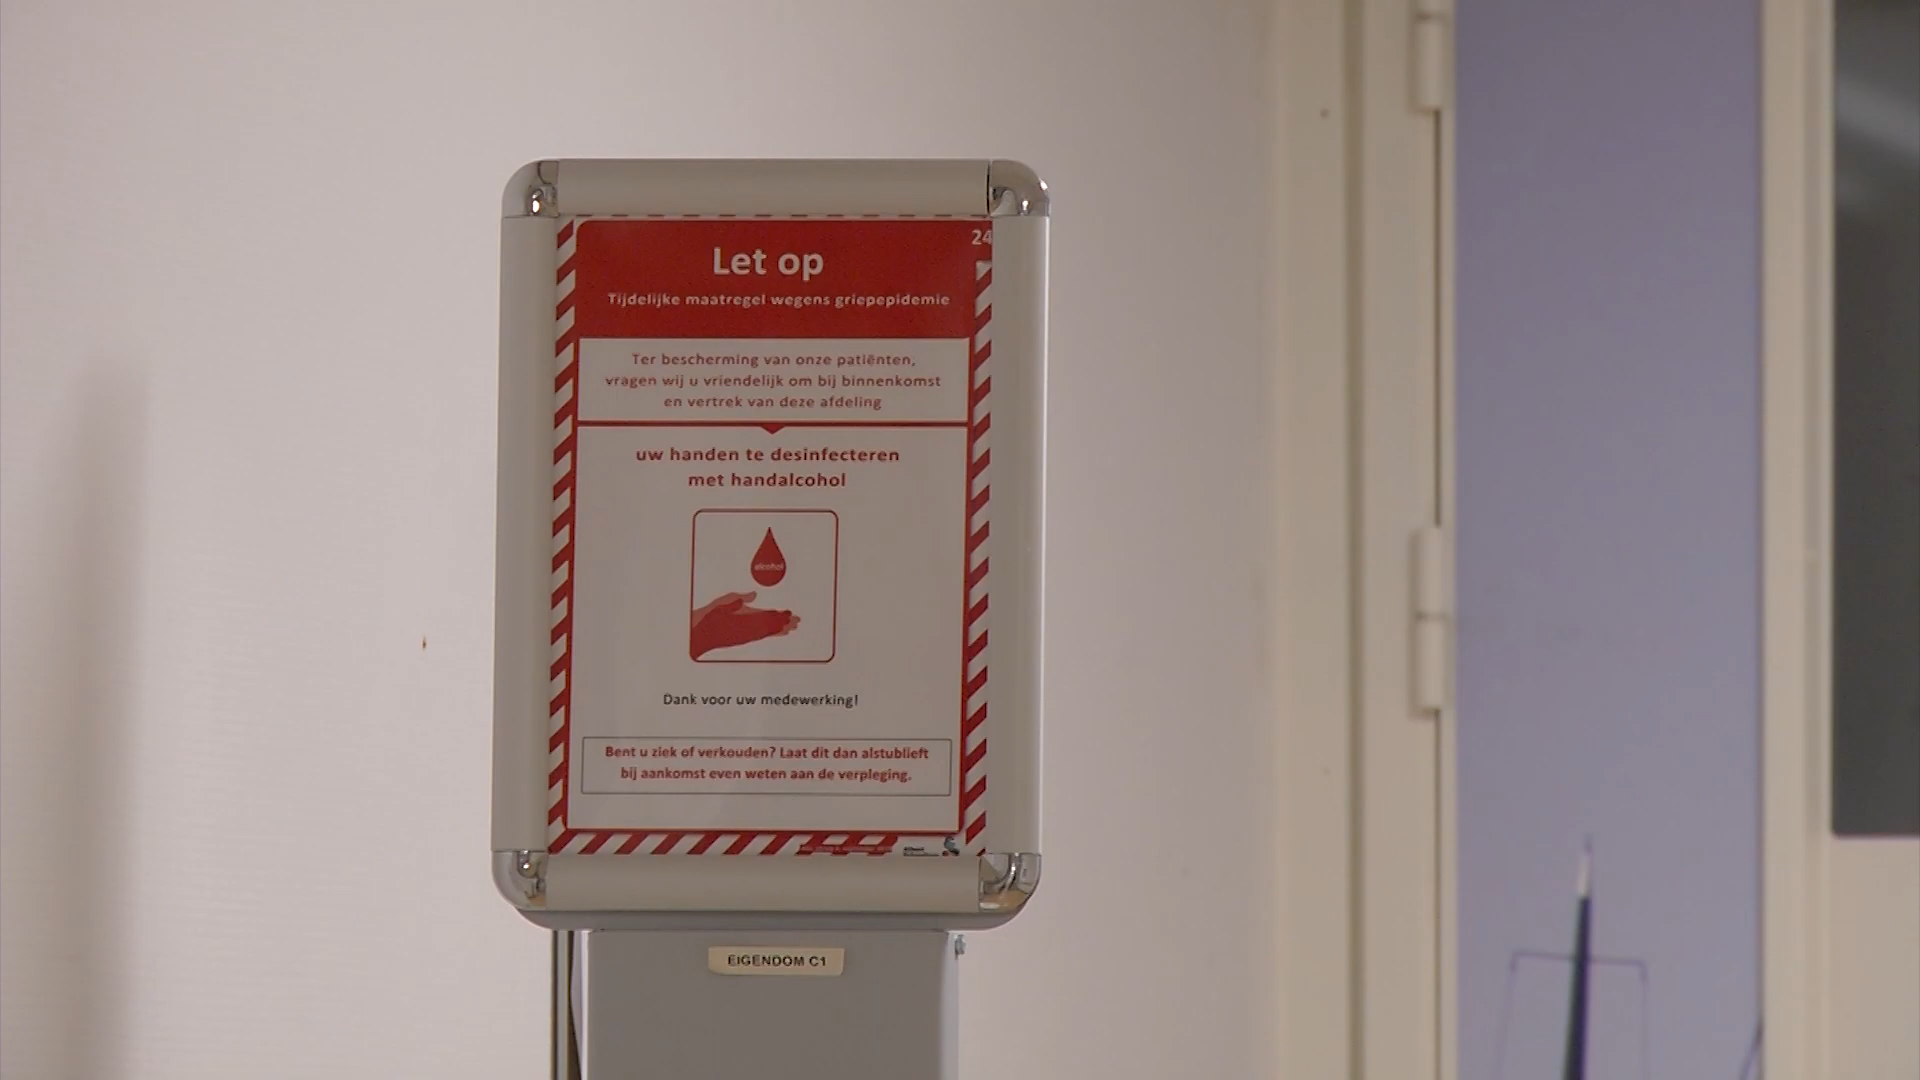 24
Let op
Tijdelijke maatregel wegens griepepidemie
Ter bescherming van onze patiënten,
vragen wij u vriendelijk om bij binnenkomst
en vertrek van deze afdeling
uw handen te desinfecteren
met handalcohol
alcohol
Dank voor uw medewerking!
Bent u ziek of verkouden? Laat dit dan alstublieft
bij aankomst even weten aan de verpleging.
EIGENDOM C1